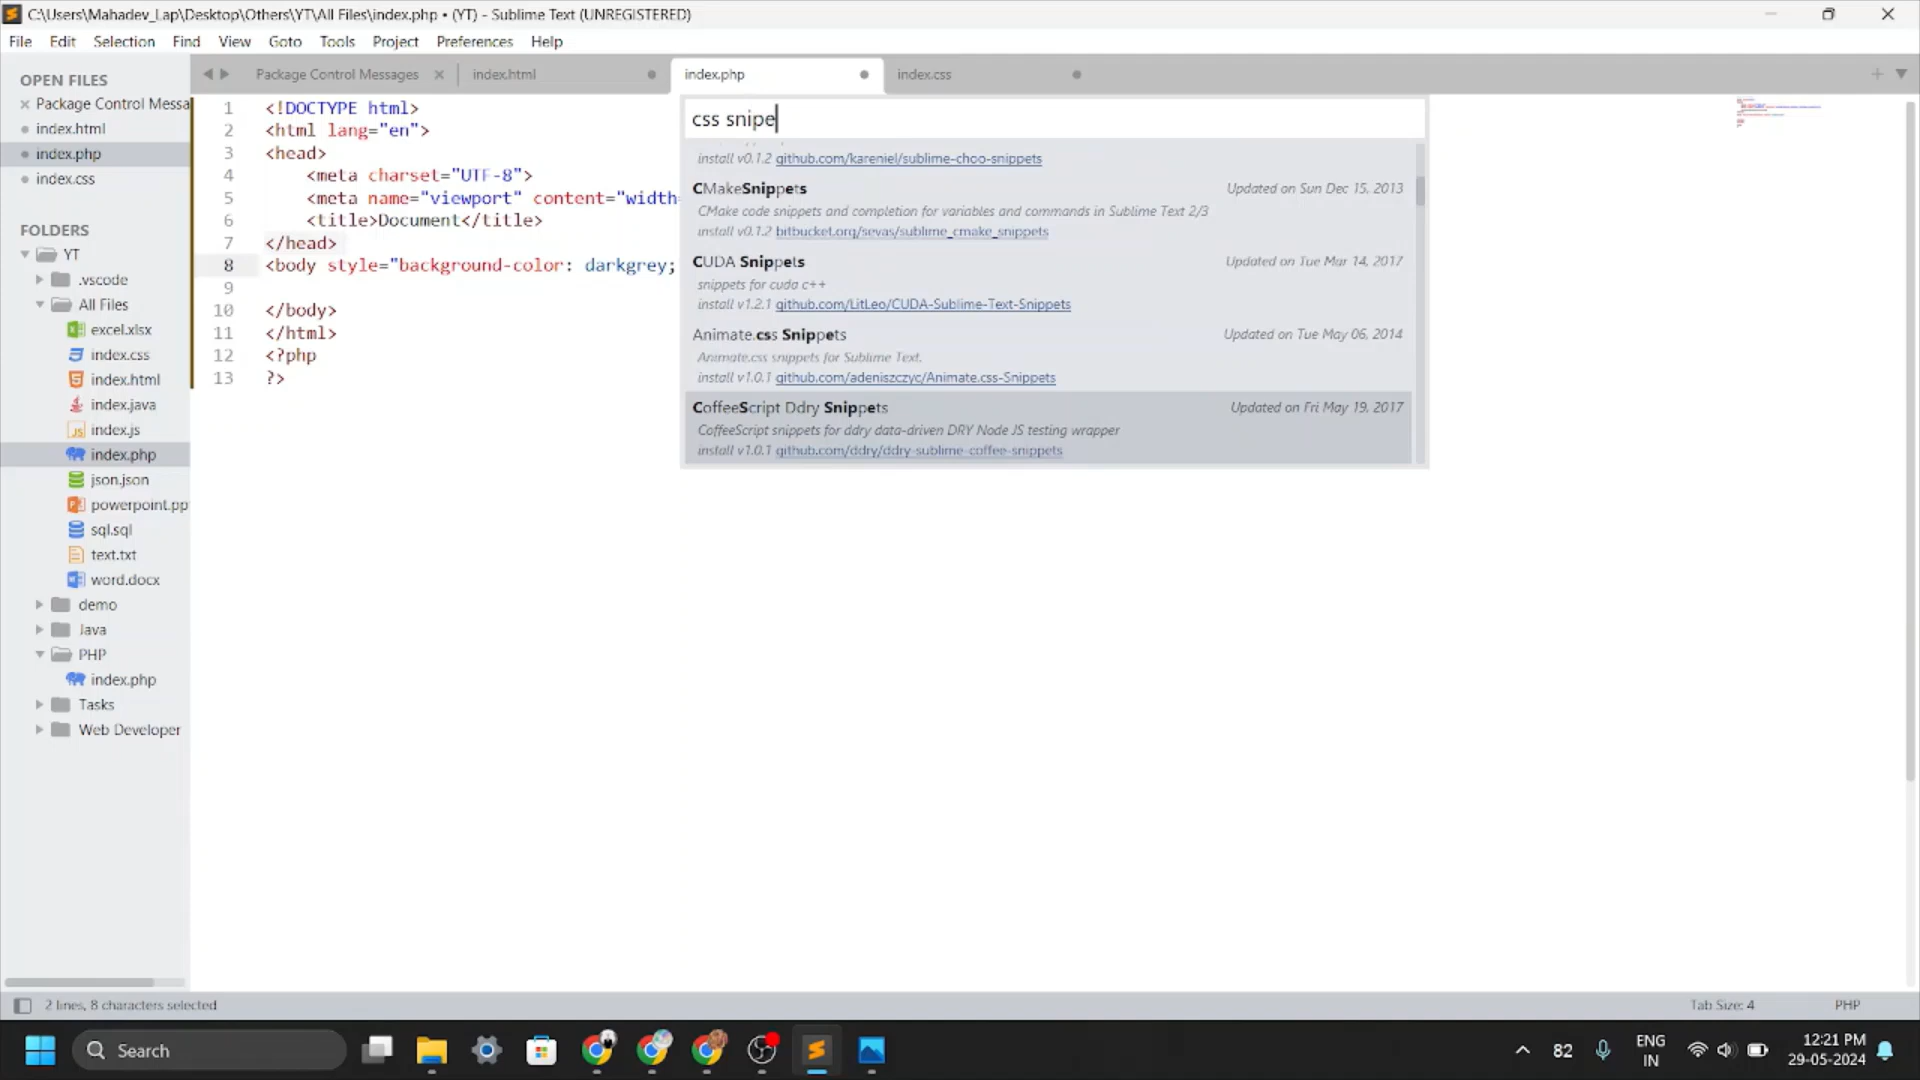 C:\Users\Mahadev_Lap\Desktop\Others\YT\All Files\index.php • (YT) - Sublime Text (UNREGISTERED)
File Edit Selection Find View Goto Tools Project Preferences Help
OPEN FILES
Package Control Messa
index.html
index.php
index.css
FOLDERS
YT
.vscode
All Files
excel.xlsx
index.css
index.html
index.java
index.js
index.php
json.json
powerpoint.pp
sql.sql
text.txt
word.docx
demo
Java
PHP
index.php
Tasks
Web Developer
Package Control Messages index.html index.php index.css
1 <!DOCTYPE html>
2 <html lang="en">
3 <head>
4 <meta charset="UTF-8">
5 <meta name="viewport" content="width=
6 <title>Document</title>
7 </head>
8 <body style="background-color: darkgrey;
9
10 </body>
11 </html>
12 <?php
13 ?>
css snipe
install v0.1.2 github.com/kareniel/sublime-choo-snippets
CMakeSnippets Updated on Sun Dec 15, 2013
CMake code snippets and completion for variables and commands in Sublime Text 2/3
install v0.1.2 bitbucket.org/sevas/sublime_cmake_snippets
CUDA Snippets Updated on Tue Mar 14, 2017
snippets for cuda c++
install v1.2.1 github.com/LitLeo/CUDA-Sublime-Text-Snippets
Animate.css Snippets Updated on Tue May 06, 2014
Animate.css snippets for Sublime Text.
install v1.0.1 github.com/adeniszczyc/Animate.css-Snippets
CoffeeScript Ddry Snippets Updated on Fri May 19, 2017
CoffeeScript snippets for ddry data-driven DRY Node JS testing wrapper
install v1.0.1 github.com/ddry/ddry-sublime-coffee-snippets
2 lines, 8 characters selected Tab Size: 4 PHP
Search
82
ENG
IN
12:21 PM
29-05-2024